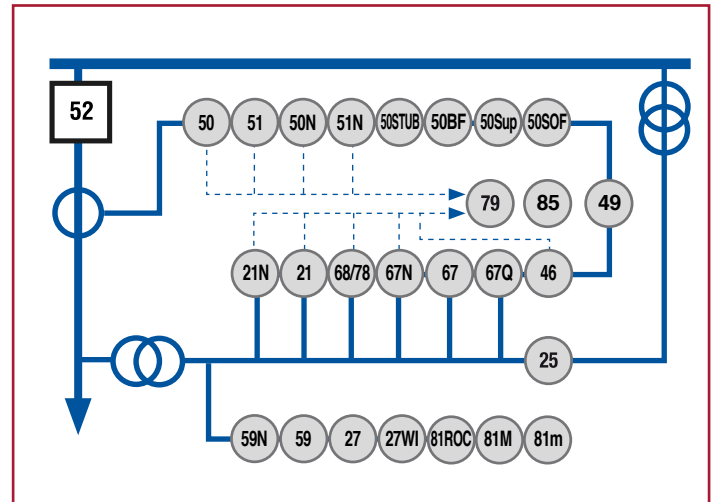 52
50 51 50N 51N 50STUB 50BF 50Sup 50SOF
79 85 49
21N 21 68/78 67N 67 67Q 46
25
59N 59 27 27WI 81ROC 81M 81m